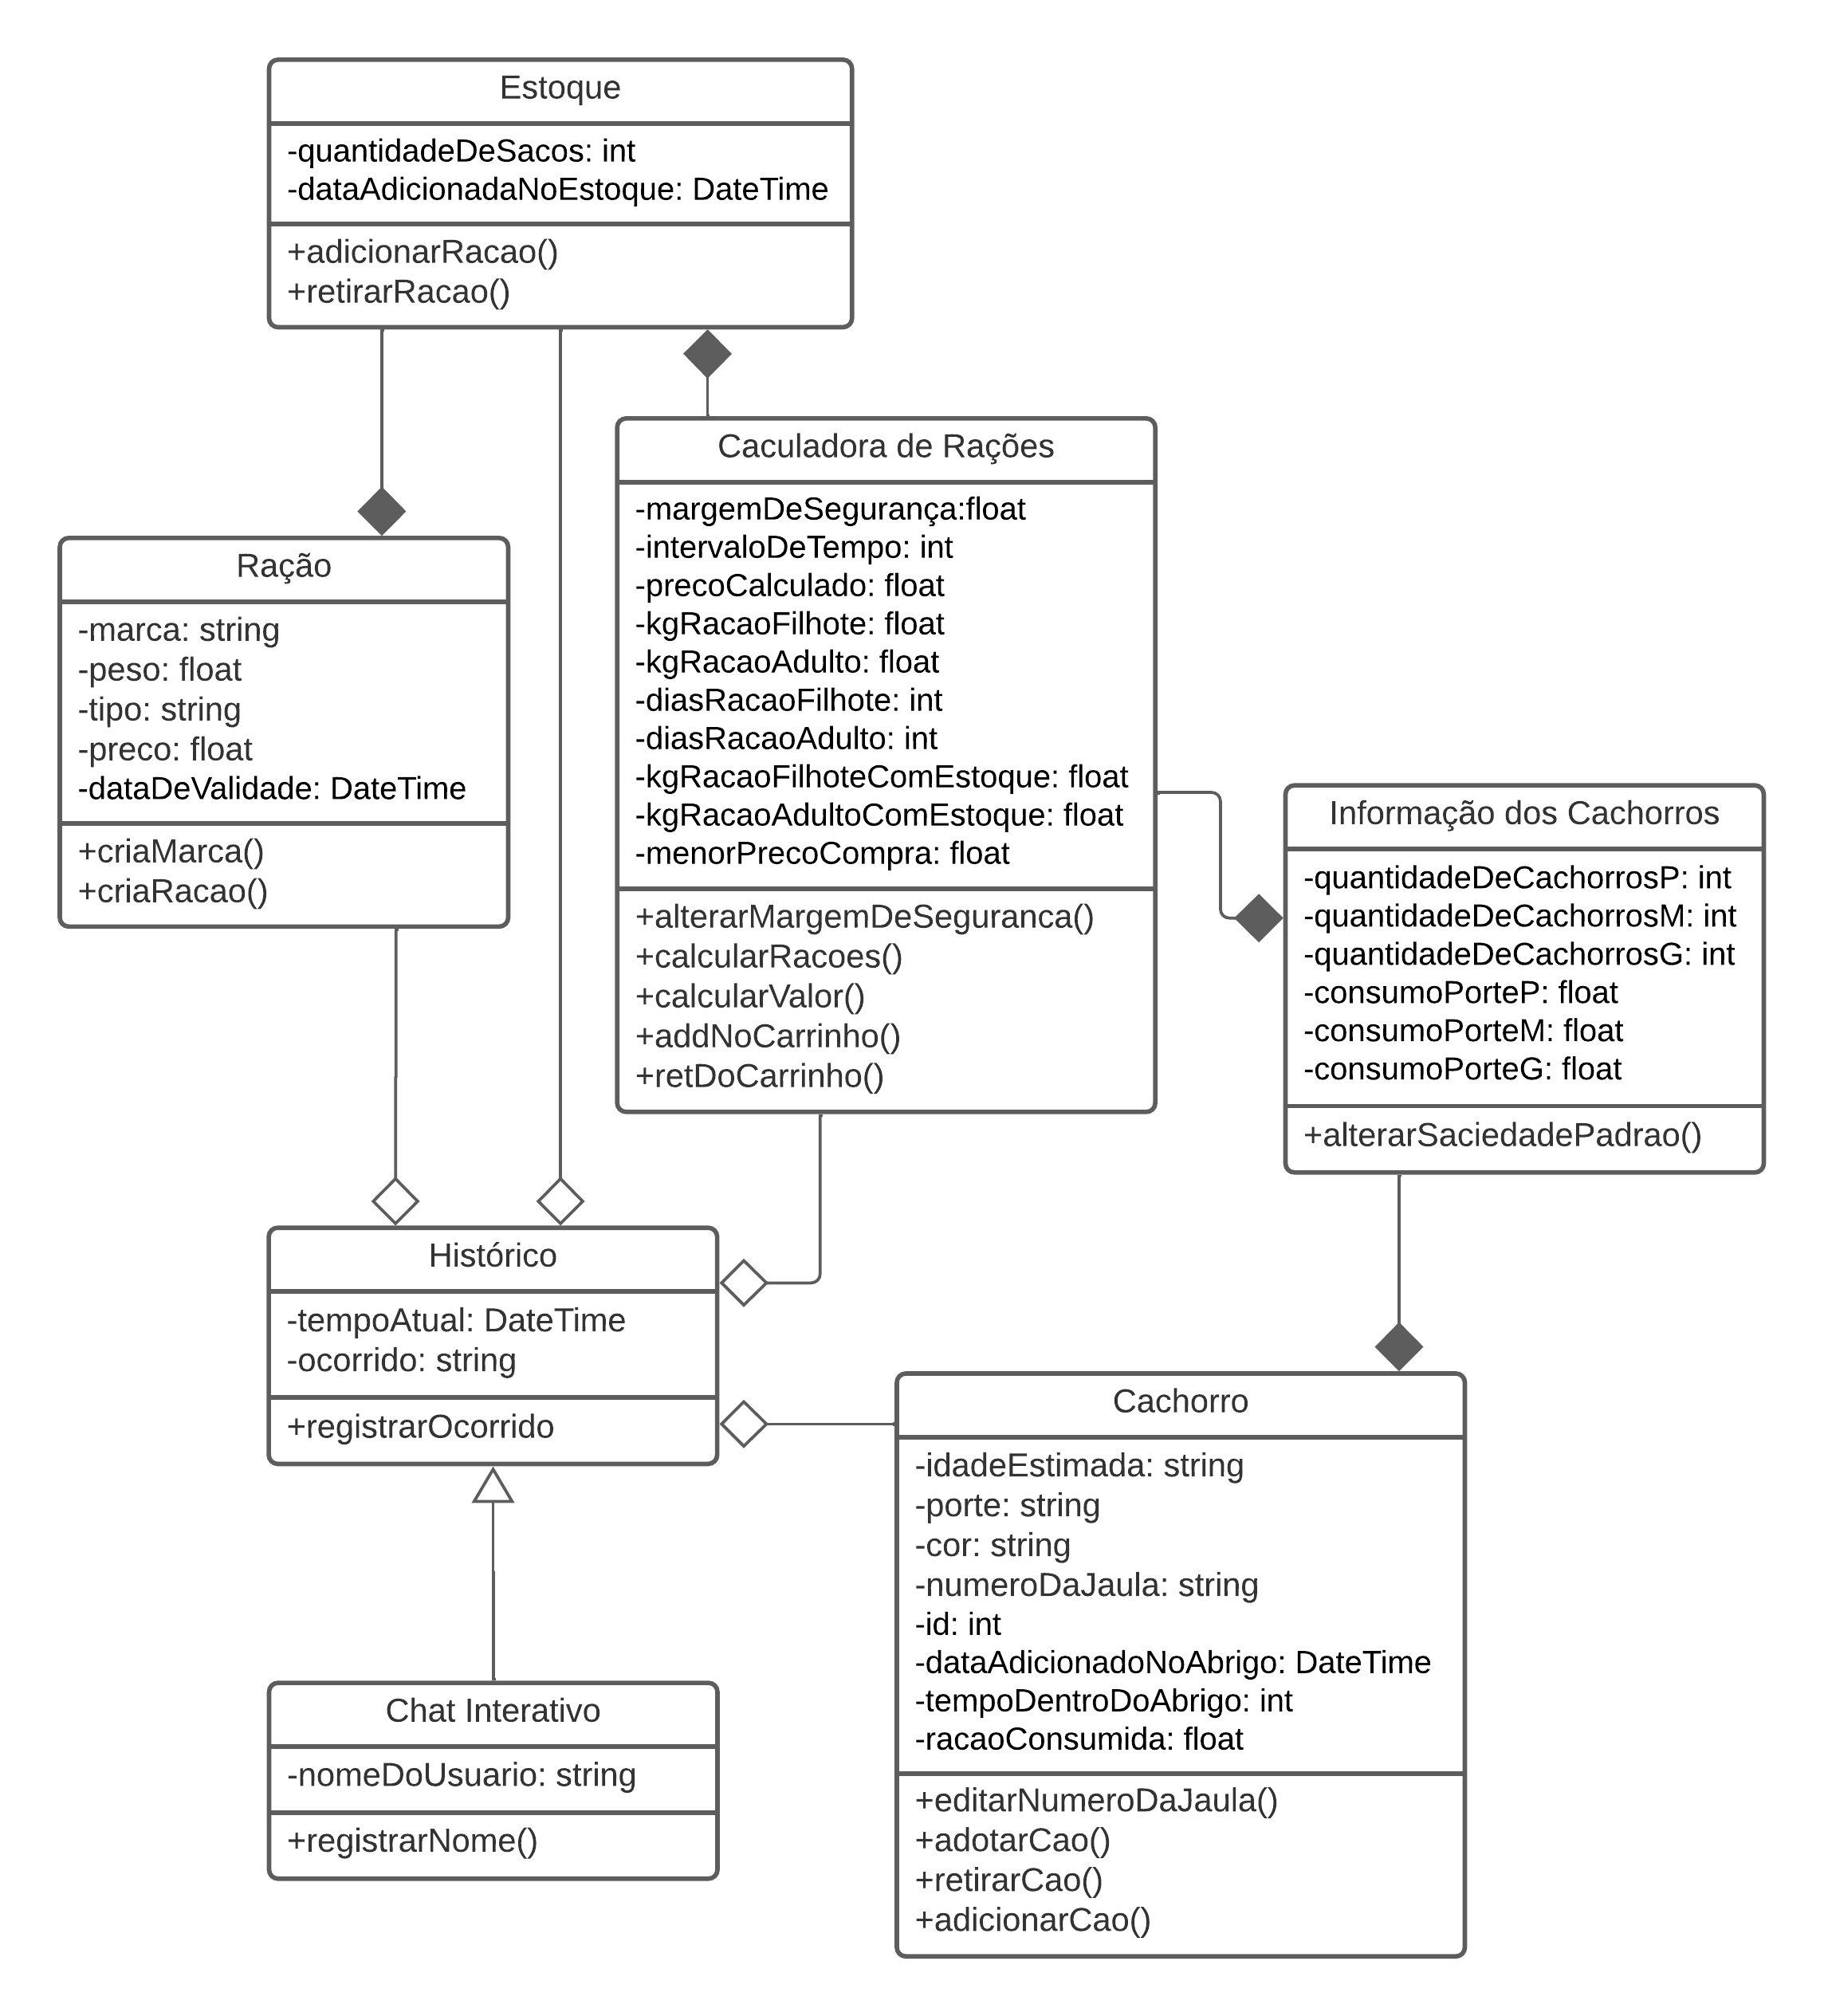 Estoque
-quantidadeDeSacos: int
-dataAdicionadaNoEstoque: DateTime
+adicionarRacao()
+retirarRacao()
Caculadora de Rações
-margemDeSegurança:float
-intervaloDeTempo: int
-precoCalculado: float
-kgRacaoFilhote: float
-kgRacaoAdulto: float
-diasRacaoFilhote: int
-diasRacaoAdulto: int
-kgRacaoFilhoteComEstoque: float
-kgRacaoAdultoComEstoque: float
-menorPrecoCompra: float
+alterarMargemDeSeguranca()
+calcularRacoes()
+calcularValor()
+addNoCarrinho()
+retDoCarrinho()
Ração
-marca: string
-peso: float
-tipo: string
-preco: float
-dataDeValidade: DateTime
+criaMarca()
+criaRacao()
Informação dos Cachorros
-quantidadeDeCachorrosP: int
-quantidadeDeCachorrosM: int
-quantidadeDeCachorrosG: int
-consumoPorteP: float
-consumoPorteM: float
-consumoPorteG: float
+alterarSaciedadePadrao()
Histórico
-tempoAtual: DateTime
-ocorrido: string
+registrarOcorrido
Cachorro
-idadeEstimada: string
-porte: string
-cor: string
-numeroDaJaula: string
-id: int
-dataAdicionadoNoAbrigo: DateTime
-tempoDentroDoAbrigo: int
-racaoConsumida: float
+editarNumeroDaJaula()
+adotarCao()
+retirarCao()
+adicionarCao()
Chat Interativo
-nomeDoUsuario: string
+registrarNome()